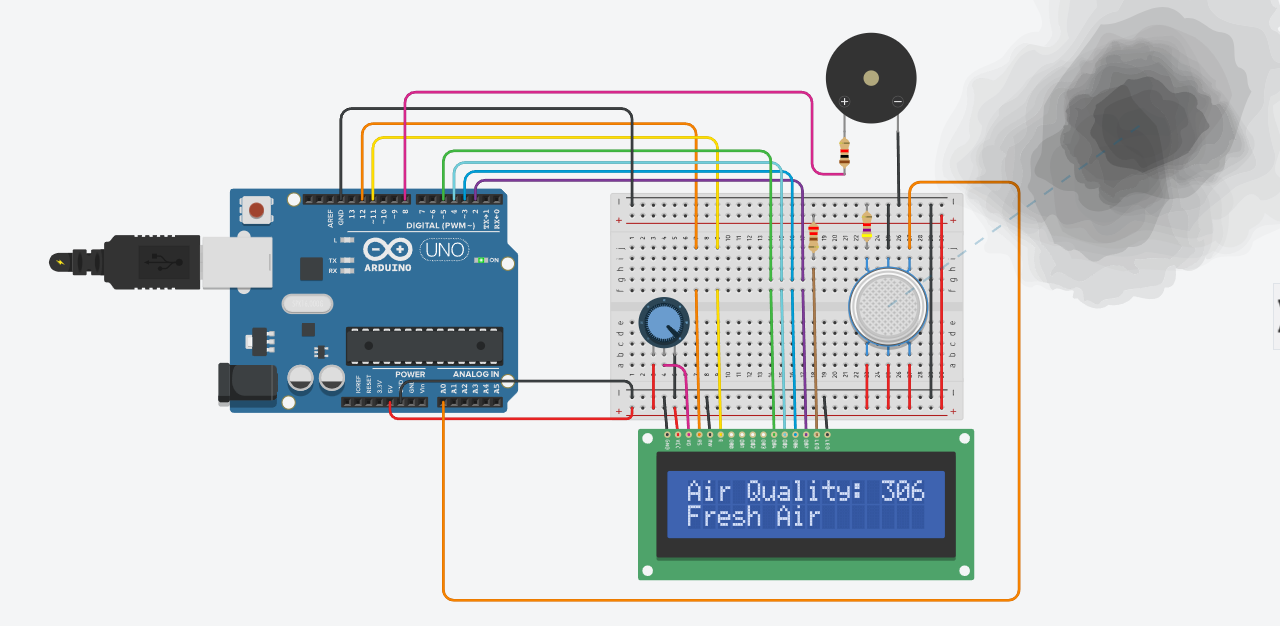 AREF
GND
13
12
~11
~10
~9
8
7
~6
~5
4
~3
2
TX→1
RX←0
DIGITAL (PWM~)
L
TX
RX
ARDUINO
UNO
ON
POWER
ANALOG IN
IOREF
RESET
3.3V
5V
GND
Vin
A0
A1
A2
A3
A4
A5
Air Quality: 306
Fresh Air